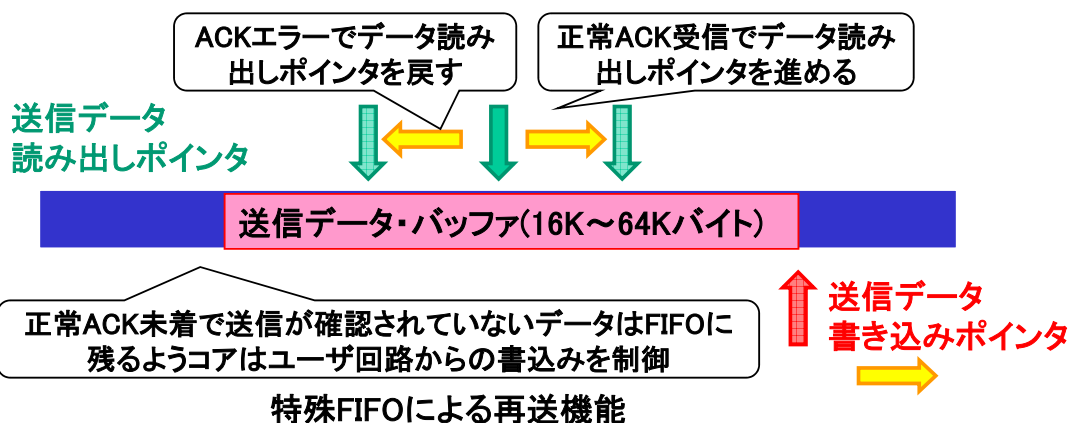 ACKエラーでデータ読み
出しポインタを戻す
正常ACK受信でデータ読み
出しポインタを進める
送信データ
読み出しポインタ
送信データ・バッファ(16K～64Kバイト)
正常ACK未着で送信が確認されていないデータはFIFOに
残るようコアはユーザ回路からの書込みを制御
送信データ
書き込みポインタ
特殊FIFOによる再送機能